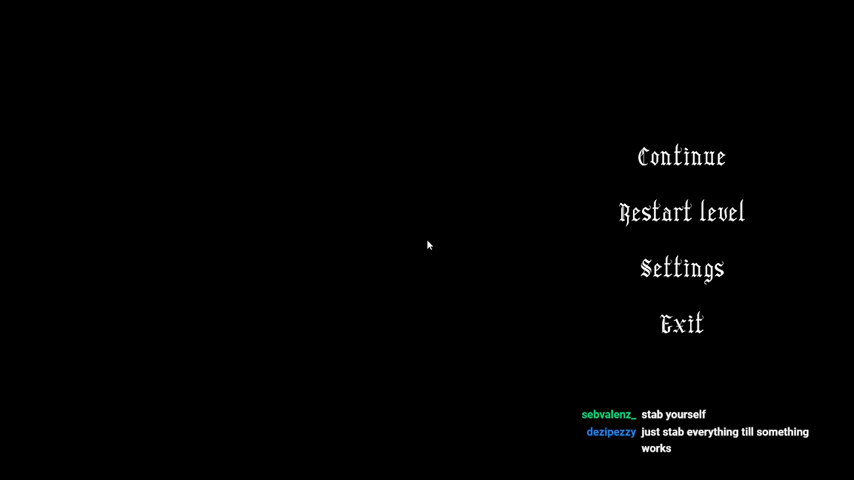 Continue
Restart level
Settings
Exit
sebvalenz_ stab yourself
dezipezzy just stab everything till something
works